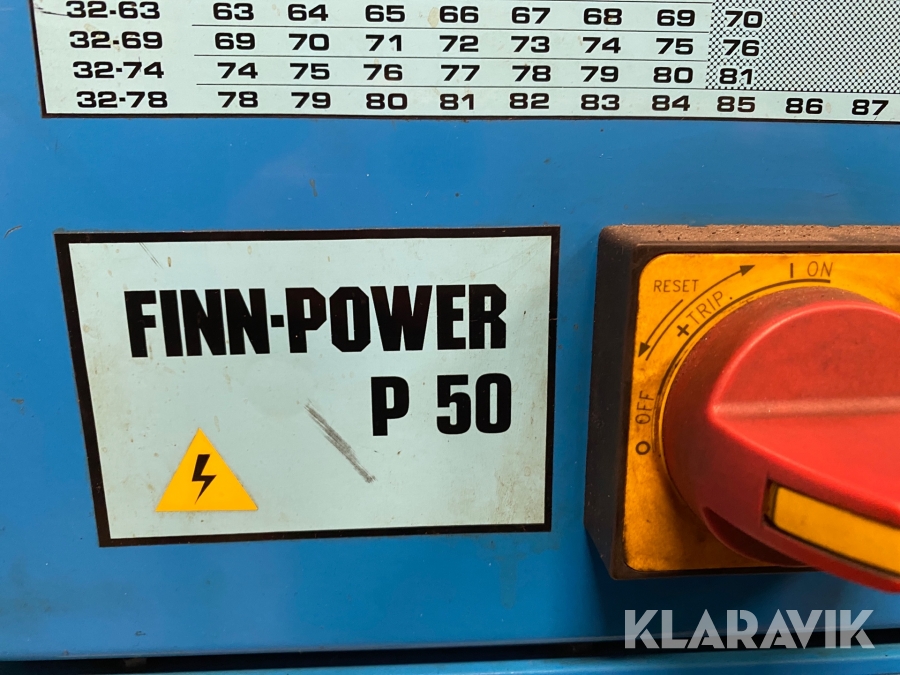 32-63 63 64 65 66 67 68 69 70
32-69 69 70 71 72 73 74 75 76
32-74 74 75 76 77 78 79 80 81
32-78 78 79 80 81 82 83 84 85 86 87
FINN-POWER
P 50
RESET
+TRIP.
I ON
O OFF
KLARAVIK